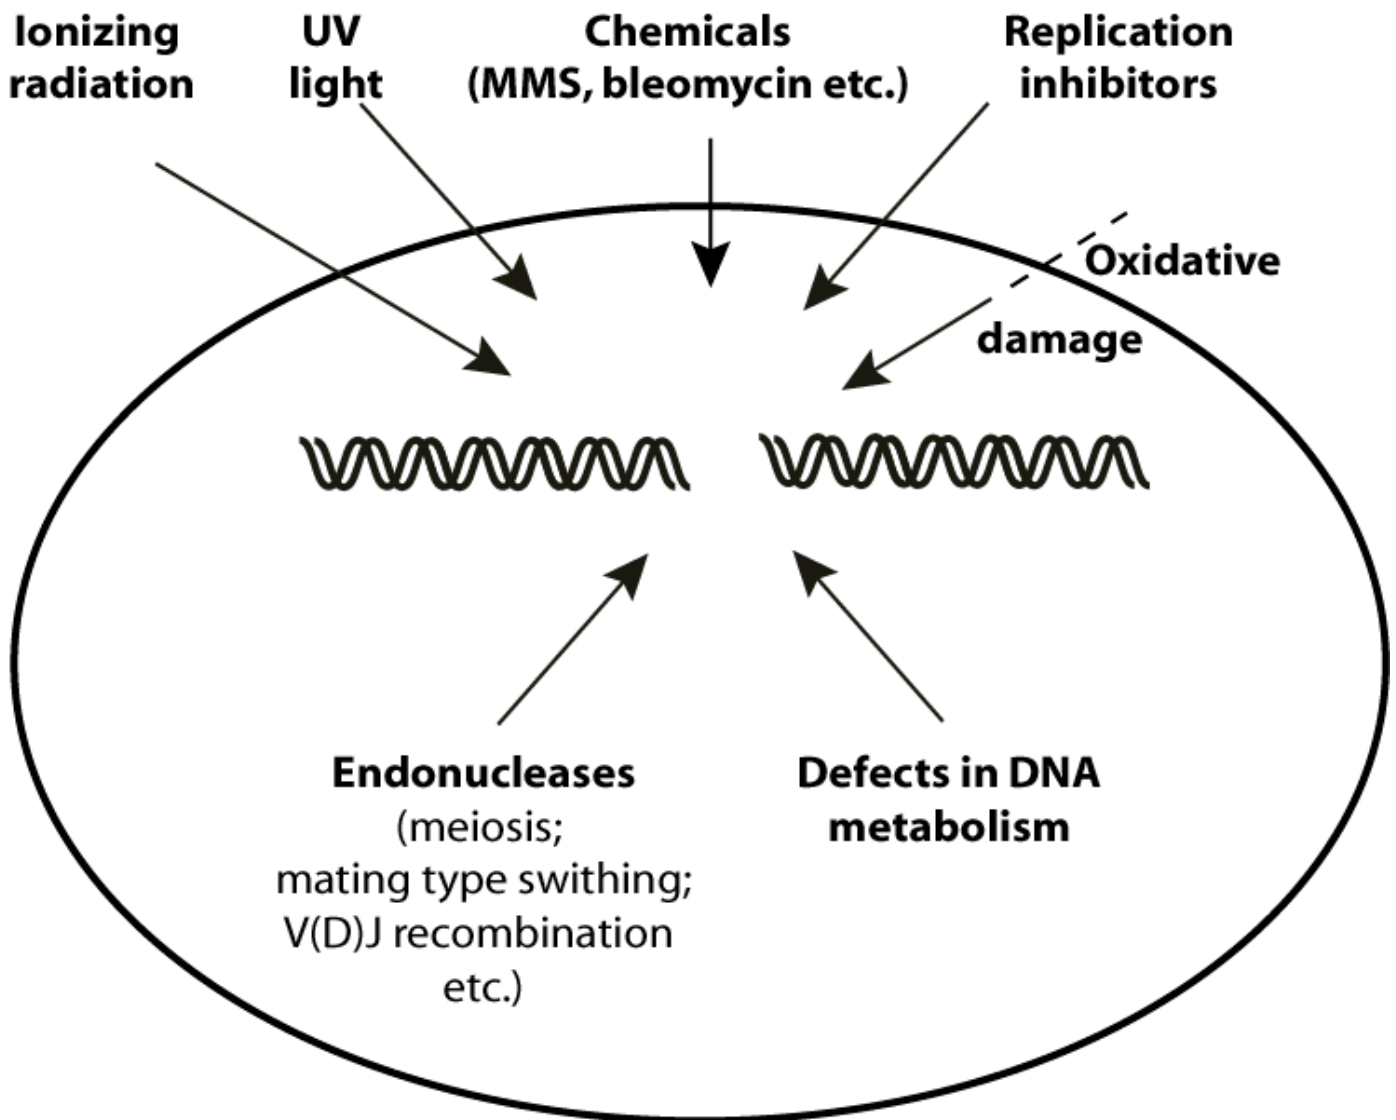 Ionizing
radiation
UV
light
Chemicals
(MMS, bleomycin etc.)
Replication
inhibitors
Oxidative
damage
Endonucleases
(meiosis;
mating type swithing;
V(D)J recombination
etc.)
Defects in DNA
metabolism